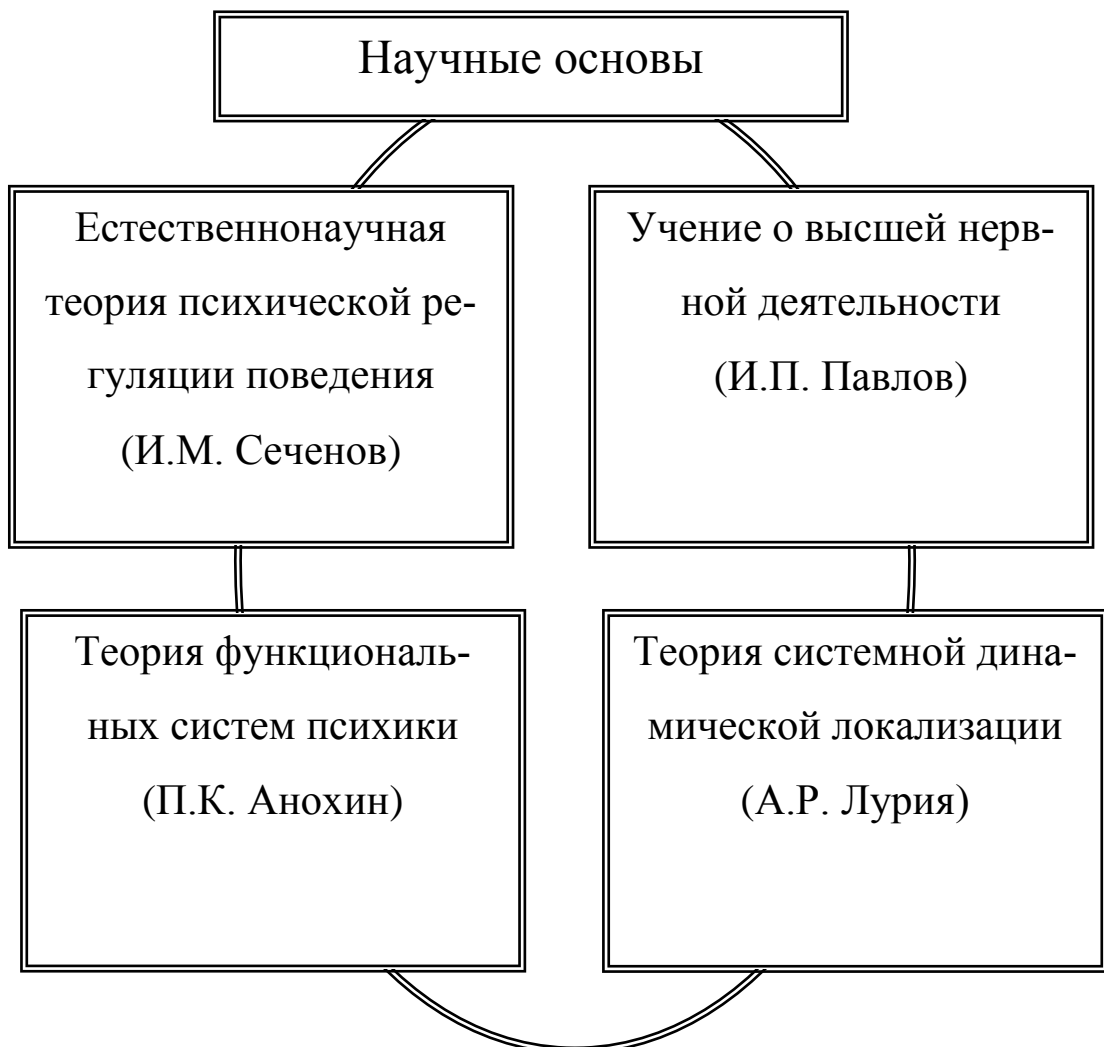 Научные основы
Естественнонаучная
теория психической ре-
гуляции поведения
(И.М. Сеченов)
Учение о высшей нерв-
ной деятельности
(И.П. Павлов)
Теория функциональ-
ных систем психики
(П.К. Анохин)
Теория системной дина-
мической локализации
(А.Р. Лурия)